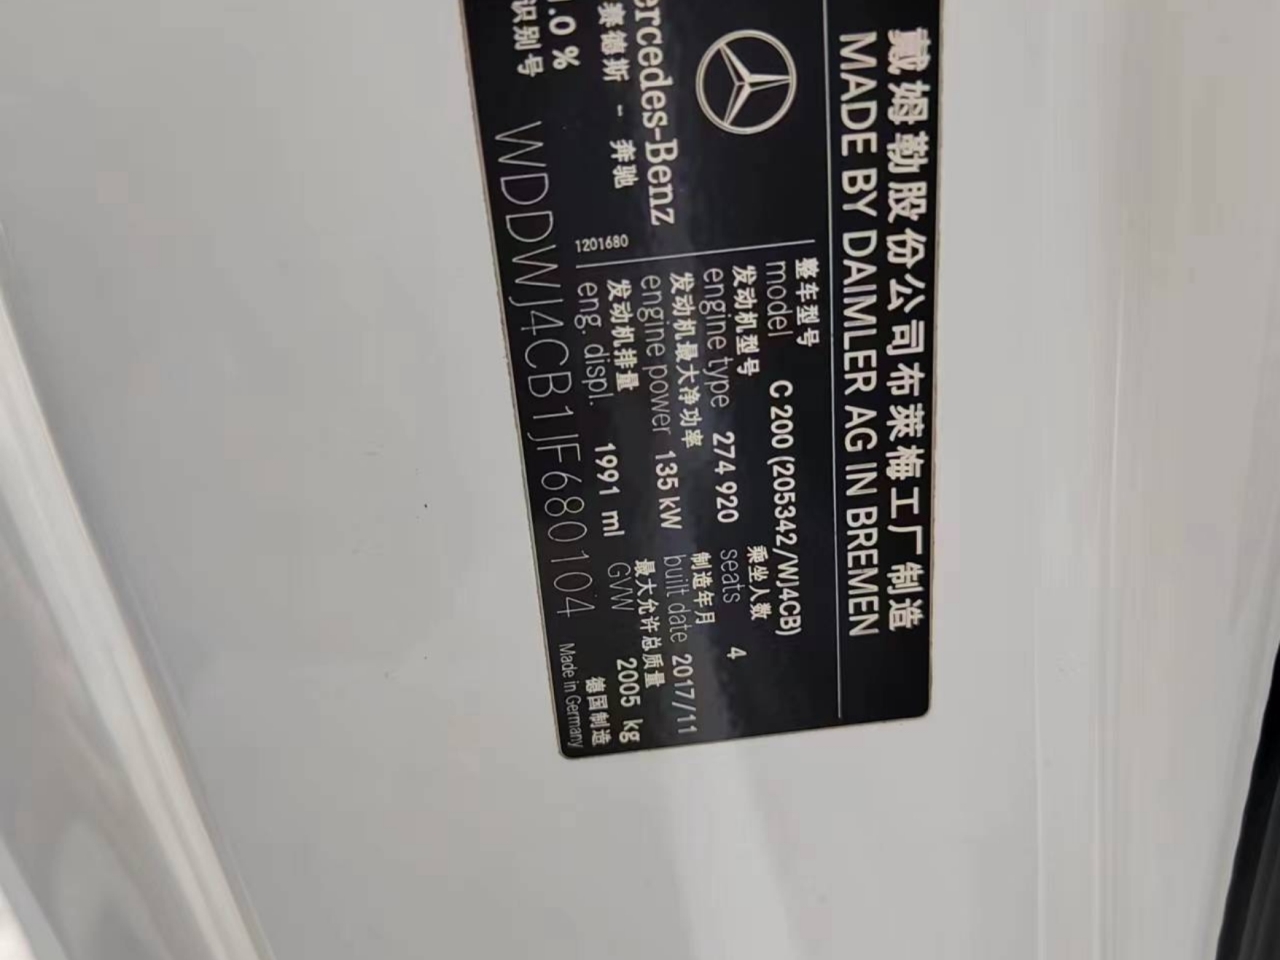 戴姆勒股份公司布莱梅工厂制造
MADE BY DAIMLER AG IN BREMEN
整车型号
model C 200 (205342/WJ4CB)
发动机型号 乘坐人数
engine type 274 920 seats 4
发动机最大净功率 制造年月
engine power 135 kW built date 2017/11
发动机排量 最大允许总质量
eng. displ. 1991 ml GVW 2005 kg
ercedes-Benz
赛德斯 - 奔驰
1201680
.0 %
德国制造
Made in Germany
识别号 WDDWJ4CB1JF680104